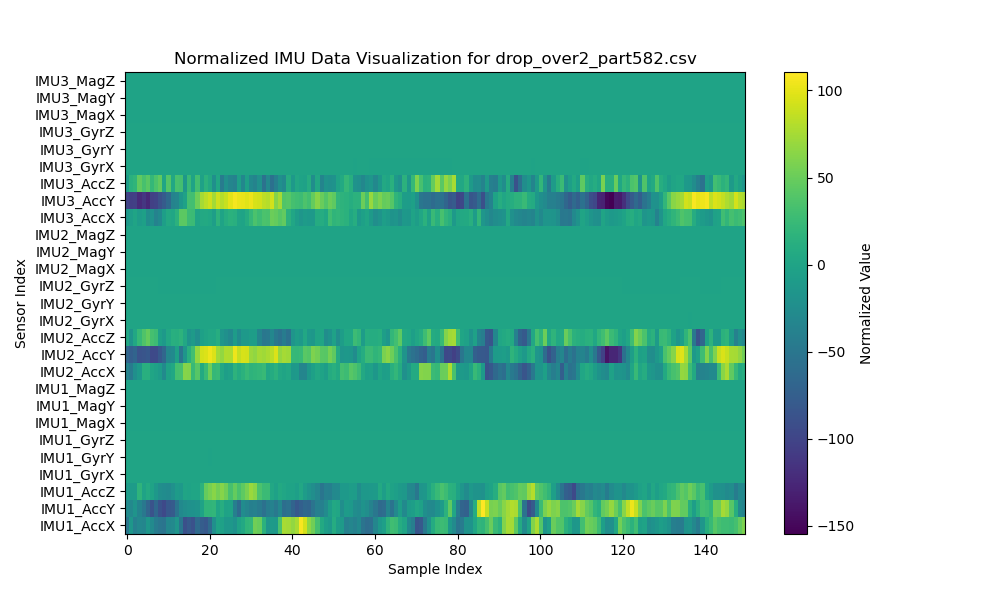 Normalized IMU Data Visualization for drop_over2_part582.csv
IMU3_MagZ
IMU3_MagY
IMU3_MagX
IMU3_GyrZ
IMU3_GyrY
IMU3_GyrX
IMU3_AccZ
IMU3_AccY
IMU3_AccX
IMU2_MagZ
IMU2_MagY
IMU2_MagX
IMU2_GyrZ
IMU2_GyrY
IMU2_GyrX
IMU2_AccZ
IMU2_AccY
IMU2_AccX
IMU1_MagZ
IMU1_MagY
IMU1_MagX
IMU1_GyrZ
IMU1_GyrY
IMU1_GyrX
IMU1_AccZ
IMU1_AccY
IMU1_AccX
Sensor Index
0 20 40 60 80 100 120 140
Sample Index
100
50
0
−50
−100
−150
Normalized Value